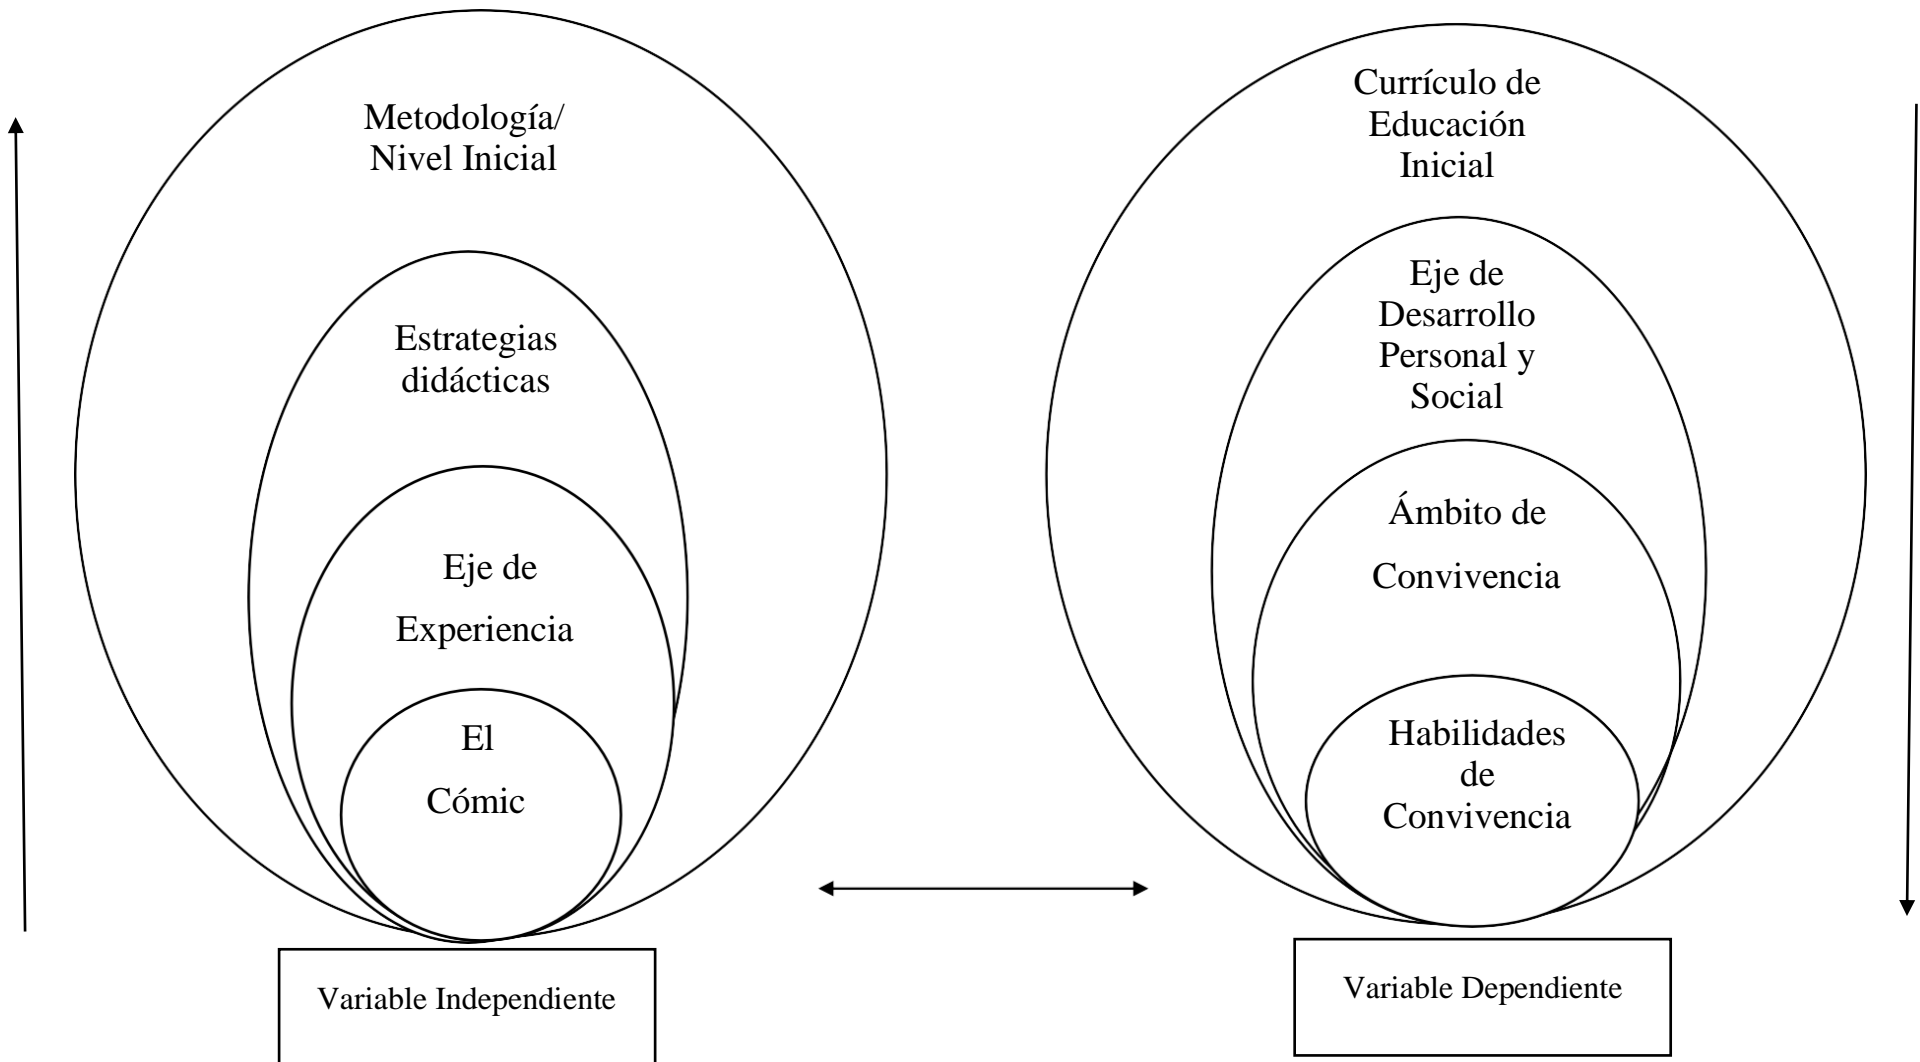 Metodología/
Nivel Inicial
Estrategias
didácticas
Eje de
Experiencia
El
Cómic
Variable Independiente
Currículo de
Educación
Inicial
Eje de
Desarrollo
Personal y
Social
Ámbito de
Convivencia
Habilidades
de
Convivencia
Variable Dependiente